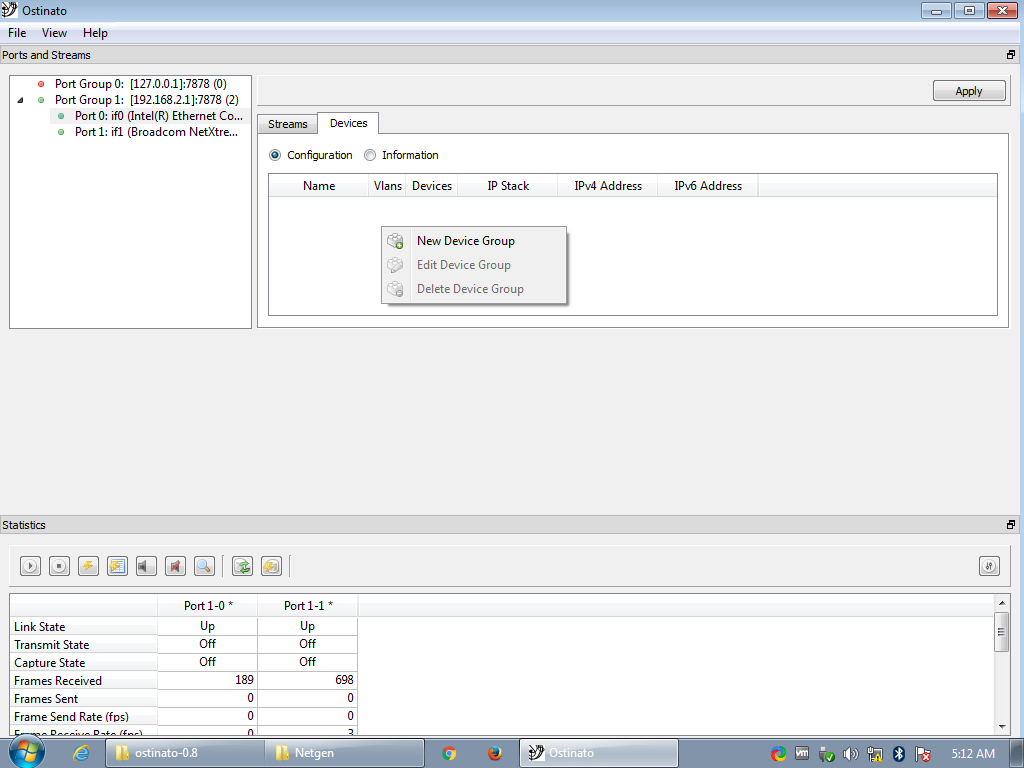 Ostinato
File View Help
Ports and Streams
Port Group 0: [127.0.0.1]:7878 (0)
Port Group 1: [192.168.2.1]:7878 (2)
Port 0: if0 (Intel(R) Ethernet Co...
Port 1: if1 (Broadcom NetXtre...
Apply
Streams Devices
Configuration Information
Name Vlans Devices IP Stack IPv4 Address IPv6 Address
New Device Group
Edit Device Group
Delete Device Group
Statistics
Port 1-0 * Port 1-1 *
Link State Up Up
Transmit State Off Off
Capture State Off Off
Frames Received 189 698
Frames Sent 0 0
Frame Send Rate (fps) 0 0
Frame Receive Rate (fps) 0 3
ostinato-0.8 Netgen Ostinato vm 5:12 AM